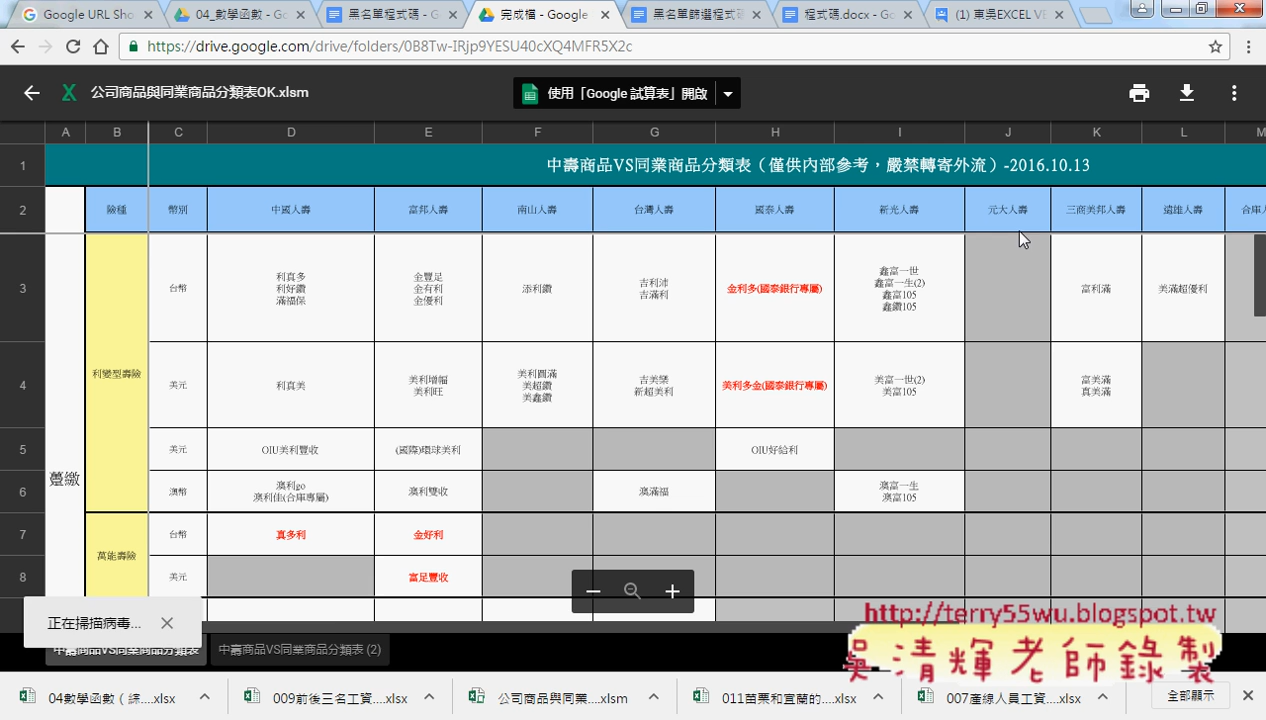 Google URL Sho
04_數學函數 - Go
黑名單程式碼 - G
完成檔 - Google
黑名單篩選程式碼
程式碼.docx - Go
(1) 東吳EXCEL VB
https://drive.google.com/drive/folders/0B8Tw-IRjp9YESU40cXQ4MFR5X2c
公司商品與同業商品分類表OK.xlsm
使用「Google 試算表」開啟
A B C D E F G H I J K L M
1 中壽商品VS同業商品分類表（僅供內部參考，嚴禁轉寄外流）-2016.10.13
2 險種 幣別 中國人壽 富邦人壽 南山人壽 台灣人壽 國泰人壽 新光人壽 元大人壽 三商美邦人壽 遠雄人壽 合庫人
躉繳
利變型壽險
3 台幣
利真多
利好鑽
滿福保
全豐足
金有利
金優利
添利鑽
吉利沛
吉滿利
金利多(國泰銀行專屬)
鑫富一世
鑫富一生(2)
鑫富105
鑫鑽105
富利滿
美滿超優利
4 美元
利真美
美利增幅
美利旺
美利圓滿
美超鑽
美鑫鑽
吉美樂
新超美利
美利多金(國泰銀行專屬)
美富一世(2)
美富105
富美滿
真美滿
5 美元 OIU美利豐收 (國際)環球美利 OIU好給利
6 澳幣
澳利go
澳利佳(合庫專屬)
澳利雙收
澳滿福
澳富一生
澳富105
萬能壽險
7 台幣 真多利 金好利
8 美元 富足豐收
正在掃描病毒...
中壽商品VS同業商品分類表
中壽商品VS同業商品分類表 (2)
http://terry55wu.blogspot.tw
吳清輝老師錄製
04數學函數（綜....xlsx
009前後三名工資....xlsx
公司商品與同業....xlsm
011苗栗和宜蘭的....xlsx
007產線人員工資....xlsx
全部顯示